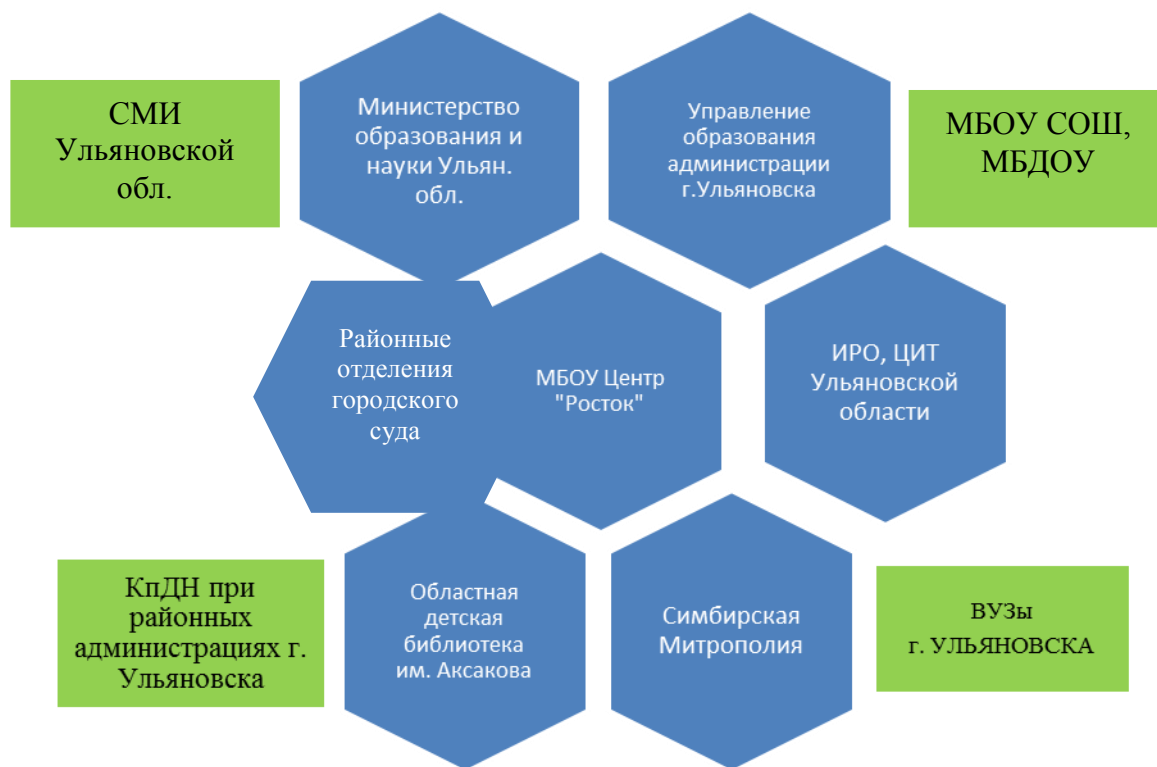 СМИ
Ульяновской
обл.
Министерство
образования и
науки Ульян.
обл.
Управление
образования
администрации
г.Ульяновска
МБОУ СОШ,
МБДОУ
Районные
отделения
городского
суда
МБОУ Центр
"Росток"
ИРО, ЦИТ
Ульяновской
области
КпДН при
районных
администрациях г.
Ульяновска
Областная
детская
библиотека
им. Аксакова
Симбирская
Митрополия
ВУЗы
г. УЛЬЯНОВСКА